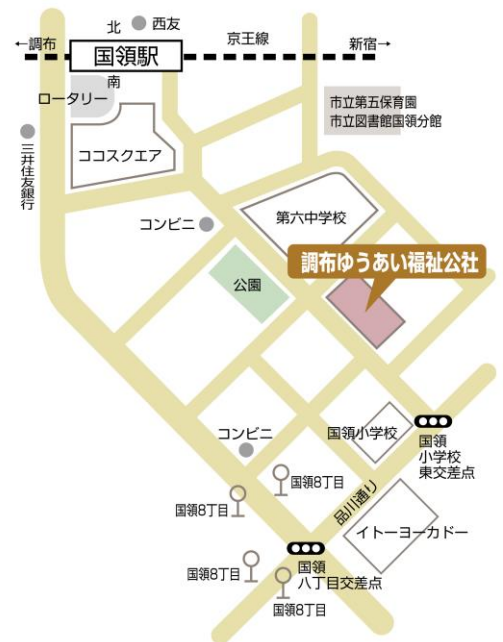 北
西友
←調布
国領駅
京王線
新宿→
南
ロータリー
三井住友銀行
ココスクエア
市立第五保育園
市立図書館国領分館
コンビニ
第六中学校
調布ゆうあい福祉公社
公園
国領小学校
コンビニ
国領
小学校
東交差点
国領8丁目
国領8丁目
品川通り
イトーヨーカドー
国領
八丁目交差点
国領8丁目
国領8丁目